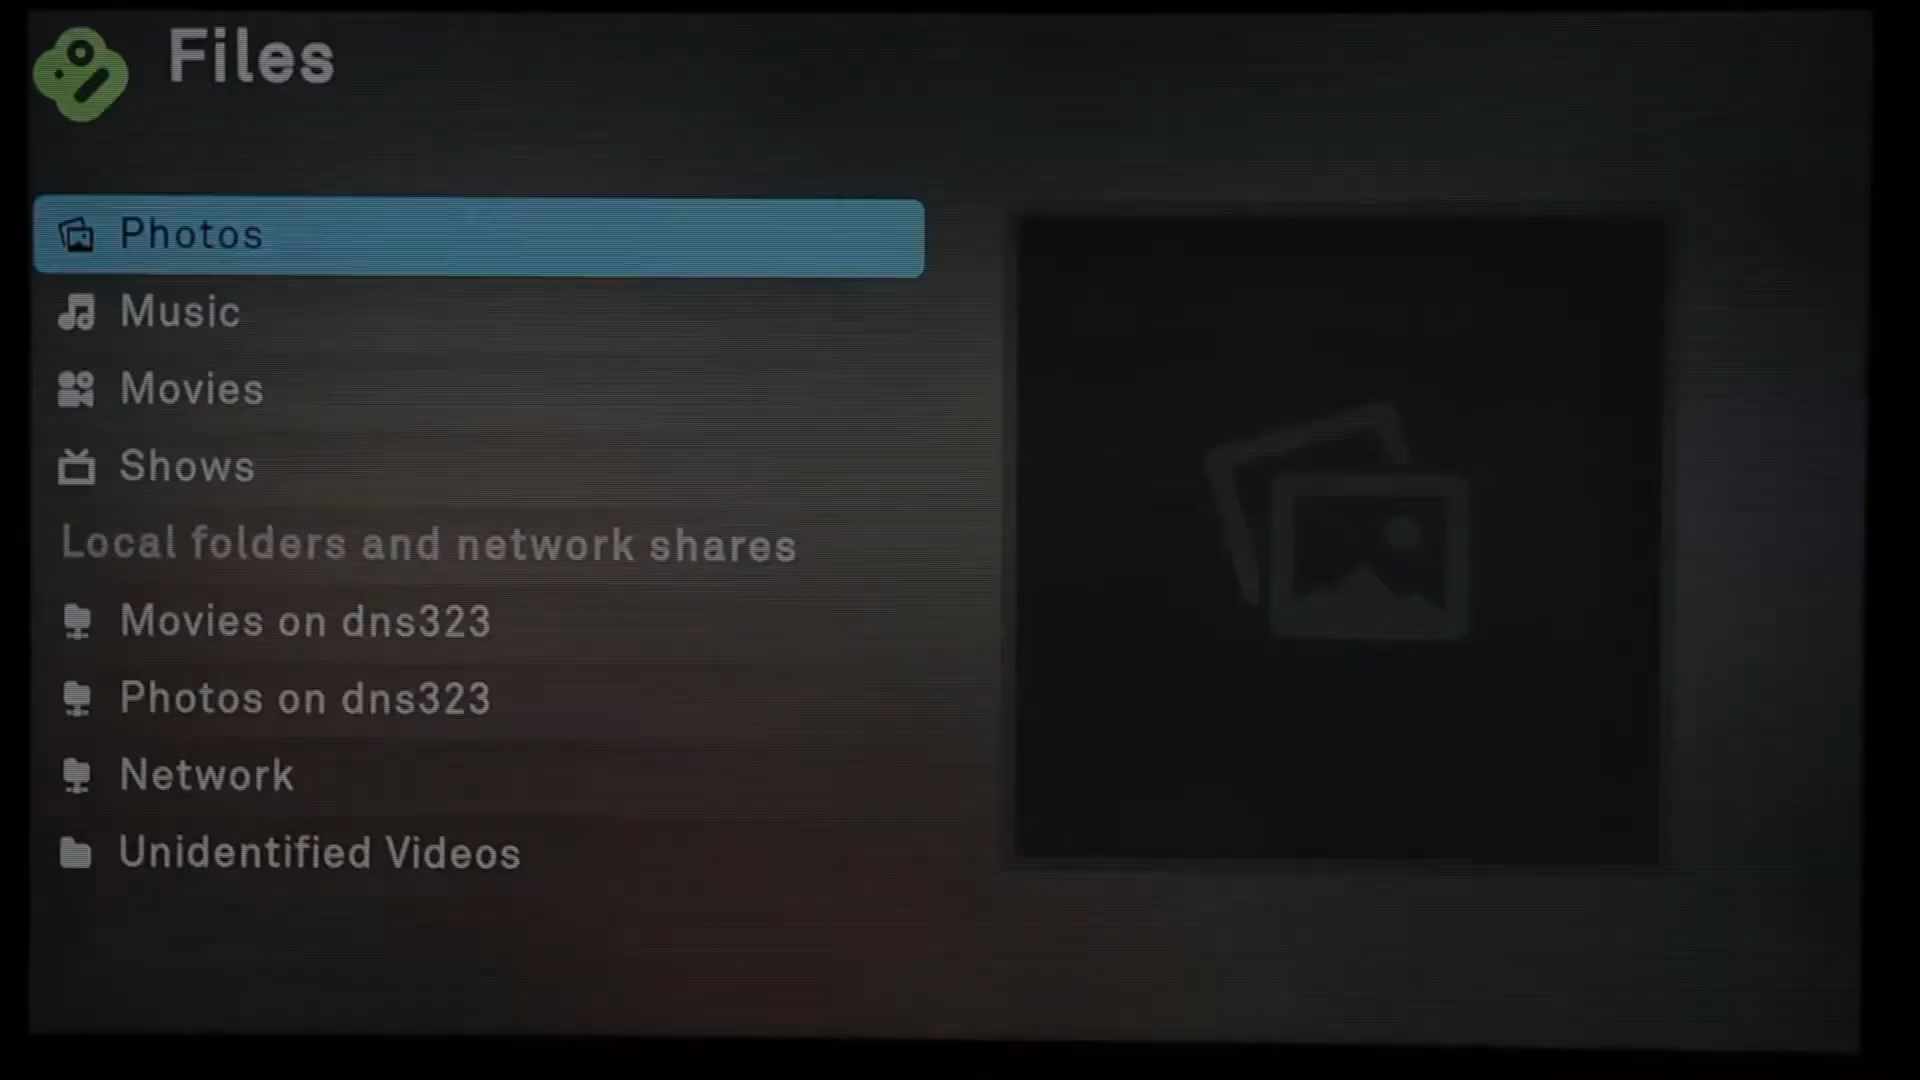 Files
Photos
Music
Movies
Shows
Local folders and network shares
Movies on dns323
Photos on dns323
Network
Unidentified Videos